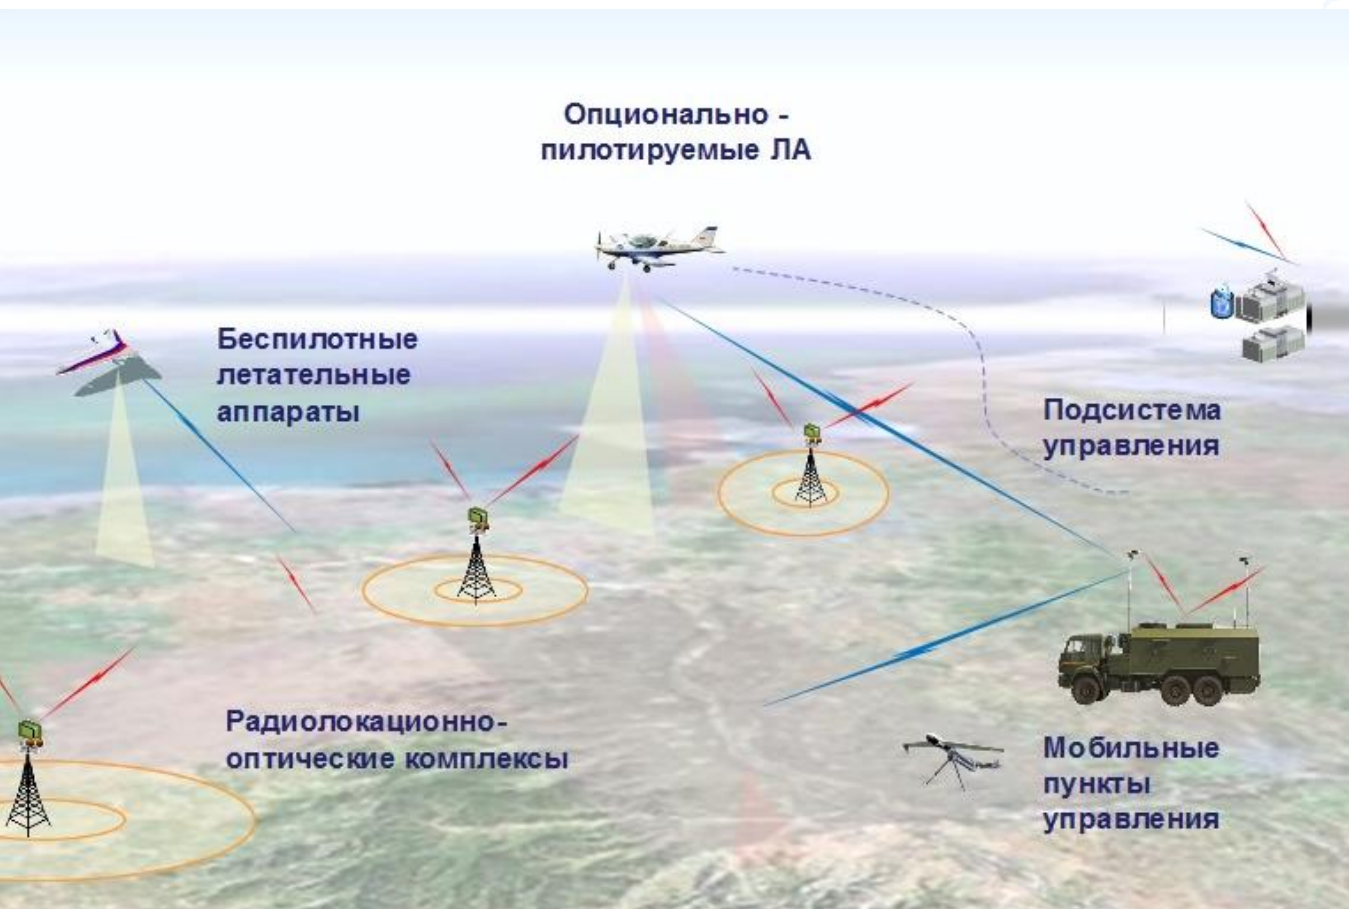 Опционально -
пилотируемые ЛА
Беспилотные
летательные
аппараты
Подсистема
управления
Радиолокационно-
оптические комплексы
Мобильные
пункты
управления